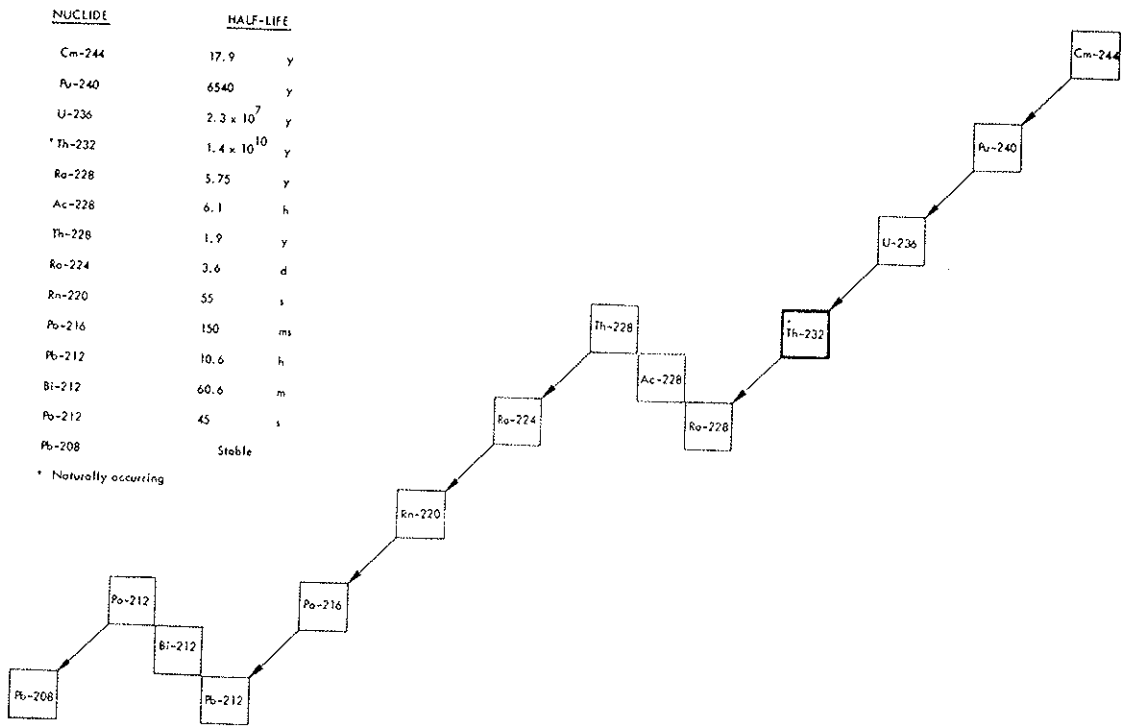 NUCLIDE HALF-LIFE
Cm-244 17.9 y
Pu-240 6540 y
U-236 2.3 x 10^7 y
* Th-232 1.4 x 10^10 y
Ra-228 5.75 y
Ac-228 6.1 h
Th-228 1.9 y
Ra-224 3.6 d
Rn-220 55 s
Po-216 150 ms
Pb-212 10.6 h
Bi-212 60.6 m
Po-212 45 s
Pb-208 Stable
* Naturally occurring
Cm-244
Pu-240
U-236
* Th-232
Th-228
Ac-228
Ra-228
Ra-224
Rn-220
Po-216
Po-212
Bi-212
Pb-212
Pb-208